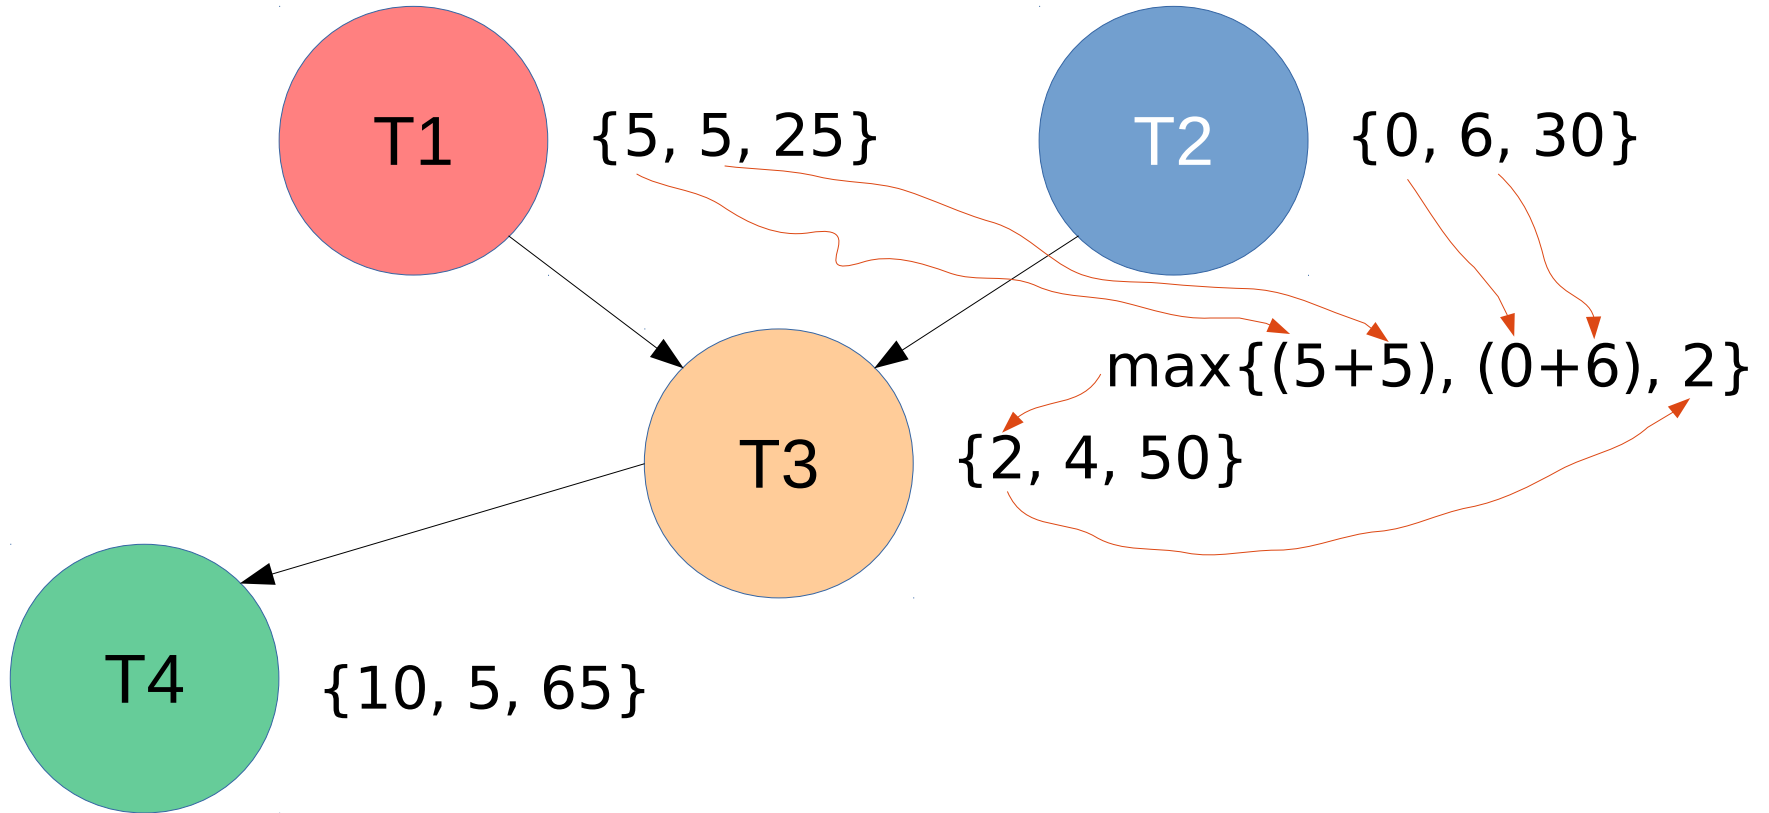 T1 {5, 5, 25} T2 {0, 6, 30}
max{(5+5), (0+6), 2}
T3 {2, 4, 50}
T4 {10, 5, 65}